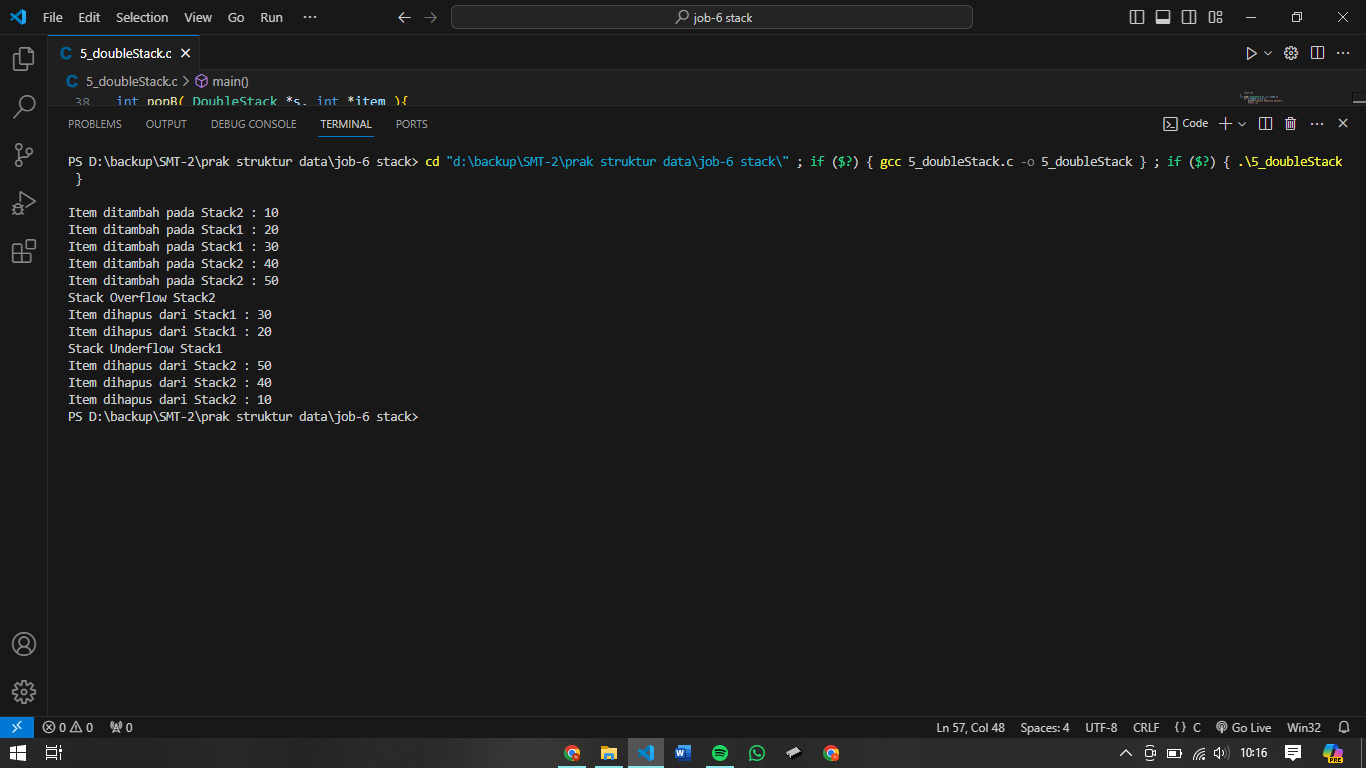 File Edit Selection View Go Run ··· job-6 stack
C 5_doubleStack.c
C 5_doubleStack.c > main()
38 int popB( DoubleStack *s, int *item ){
PROBLEMS OUTPUT DEBUG CONSOLE TERMINAL PORTS Code
PS D:\backup\SMT-2\prak struktur data\job-6 stack> cd "d:\backup\SMT-2\prak struktur data\job-6 stack\" ; if ($?) { gcc 5_doubleStack.c -o 5_doubleStack } ; if ($?) { .\5_doubleStack
}
Item ditambah pada Stack2 : 10
Item ditambah pada Stack1 : 20
Item ditambah pada Stack1 : 30
Item ditambah pada Stack2 : 40
Item ditambah pada Stack2 : 50
Stack Overflow Stack2
Item dihapus dari Stack1 : 30
Item dihapus dari Stack1 : 20
Stack Underflow Stack1
Item dihapus dari Stack2 : 50
Item dihapus dari Stack2 : 40
Item dihapus dari Stack2 : 10
PS D:\backup\SMT-2\prak struktur data\job-6 stack>
0 0 0 Ln 57, Col 48 Spaces: 4 UTF-8 CRLF {} C Go Live Win32
10:16 PRE